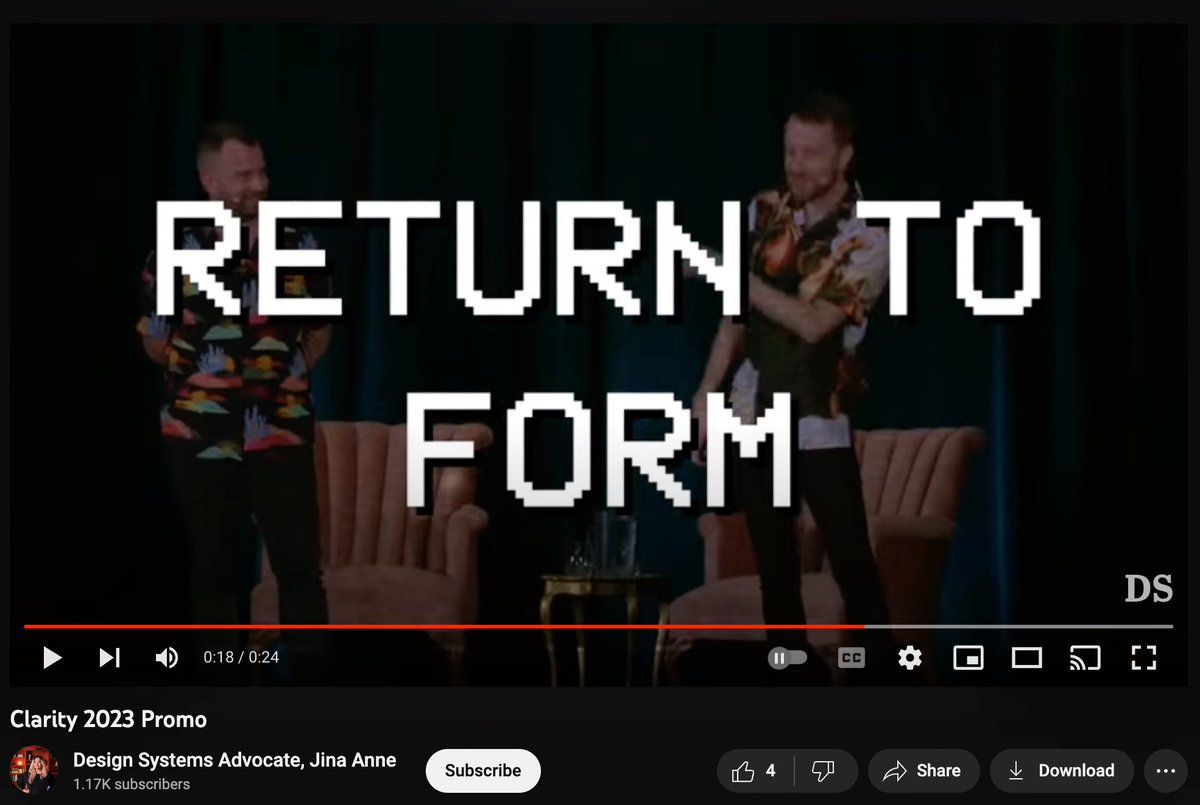 RETURN TO
FORM
DS
0:18 / 0:24
CC
Clarity 2023 Promo
Design Systems Advocate, Jina Anne
1.17K subscribers
Subscribe
4
Share
Download